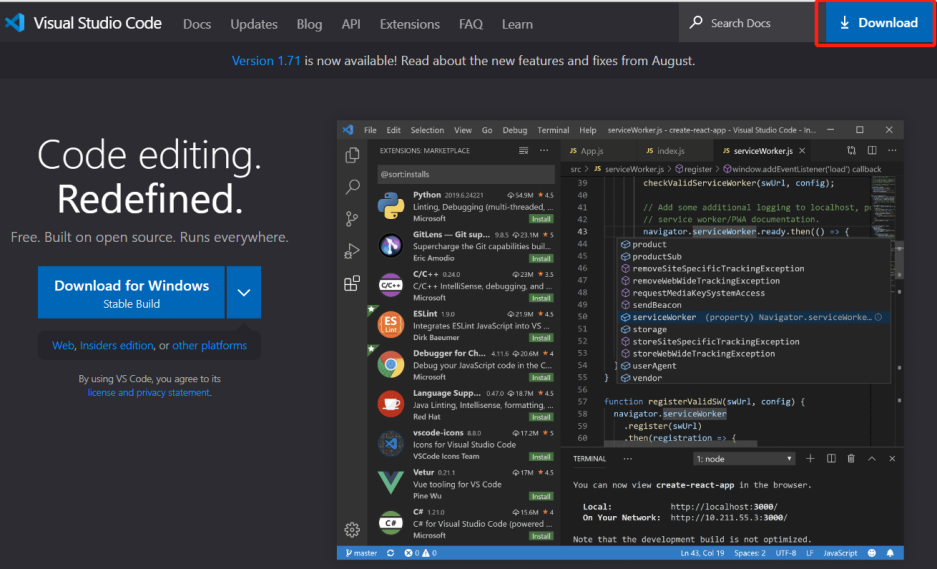 Visual Studio Code Docs Updates Blog API Extensions FAQ Learn Search Docs Download
Version 1.71 is now available! Read about the new features and fixes from August.
Code editing.
Redefined.
Free. Built on open source. Runs everywhere.
Download for Windows
Stable Build
Web, Insiders edition, or other platforms
By using VS Code, you agree to its
license and privacy statement.
File Edit Selection View Go Debug Terminal Help serviceWorker.js - create-react-app - Visual Studio Code - In...
EXTENSIONS: MARKETPLACE
@sort:installs
Python 2019.6.24221 54.9M 4.5
Linting, Debugging (multi-threaded, ...
Microsoft Install
GitLens — Git sup... 9.8.5 23.1M 5
Supercharge the Git capabilities buil...
Eric Amodio Install
C/C++ 0.24.0 23M 3.5
C/C++ IntelliSense, debugging, and ...
Microsoft Install
ESLint 1.9.0 21.9M 4.5
Integrates ESLint JavaScript into VS ...
Dirk Baeumer Install
Debugger for Ch... 4.11.6 20.6M 4
Debug your JavaScript code in the C...
Microsoft Install
Language Supp... 0.47.0 18.7M 4.5
Java Linting, Intellisense, formatting, ...
Red Hat Install
vscode-icons 8.8.0 17.2M 5
Icons for Visual Studio Code
VSCode Icons Team Install
Vetur 0.21.1 17M 4.5
Vue tooling for VS Code
Pine Wu Install
C# 1.21.0 15.6M 4
C# for Visual Studio Code (powered ...
Microsoft Install
JS App.js JS index.js JS serviceWorker.js
src > JS serviceWorker.js > register > window.addEventListener('load') callback
39 checkValidServiceWorker(swUrl, config);
40
41 // Add some additional logging to localhost, po
42 // service worker/PWA documentation.
43 navigator.serviceWorker.ready.then(() => {
44 product
45 productSub
46 removeSiteSpecificTrackingException
47 removeWebWideTrackingException
48 requestMediaKeySystemAccess
49 sendBeacon
50 serviceWorker (property) Navigator.serviceWorke...
51 storage
52 storeSiteSpecificTrackingException
53 storeWebWideTrackingException
54 } userAgent
55 } vendor
56
57 function registerValidSW(swUrl, config) {
58 navigator.serviceWorker
59 .register(swUrl)
60 .then(registration => {
TERMINAL ... 1: node
You can now view create-react-app in the browser.
Local: http://localhost:3000/
On Your Network: http://10.211.55.3:3000/
Note that the development build is not optimized.
master 0 0 Ln 43, Col 19 Spaces: 2 UTF-8 LF JavaScript